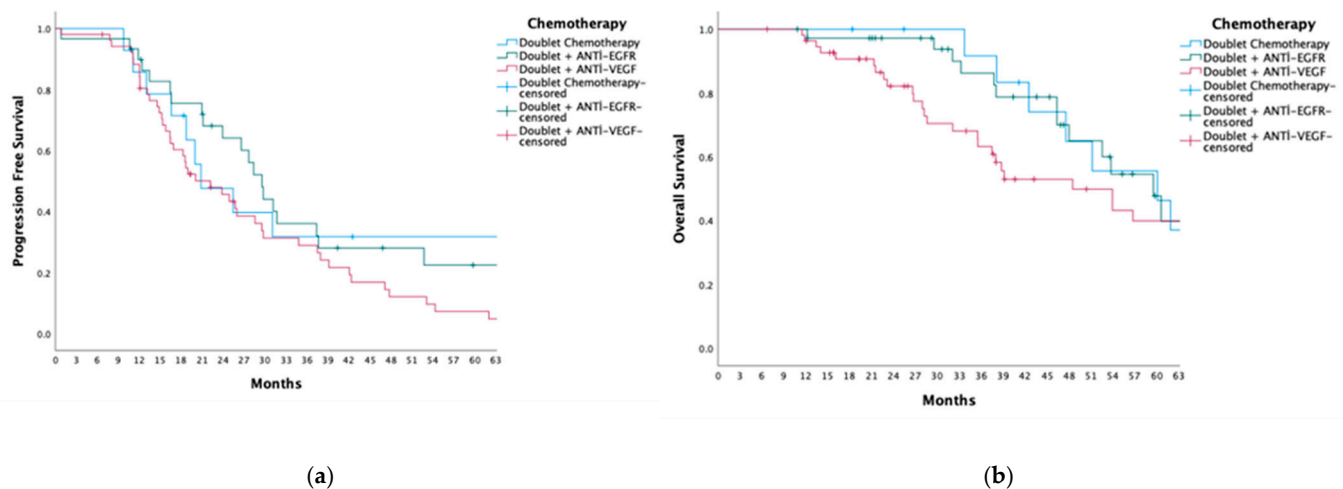 Chemotherapy
Doublet Chemotherapy
Doublet + ANTİ-EGFR
Doublet + ANTİ-VEGF
Doublet Chemotherapy-
censored
Doublet + ANTİ-EGFR-
censored
Doublet + ANTİ-VEGF-
censored
Progression Free Survival
1.0
0.8
0.6
0.4
0.2
0.0
0 3 6 9 12 15 18 21 24 27 30 33 36 39 42 45 48 51 54 57 60 63
Months
(a)
Chemotherapy
Doublet Chemotherapy
Doublet + ANTİ-EGFR
Doublet + ANTİ-VEGF
Doublet Chemotherapy-
censored
Doublet + ANTİ-EGFR-
censored
Doublet + ANTİ-VEGF-
censored
Overall Survival
1.0
0.8
0.6
0.4
0.2
0.0
0 3 6 9 12 15 18 21 24 27 30 33 36 39 42 45 48 51 54 57 60 63
Months
(b)